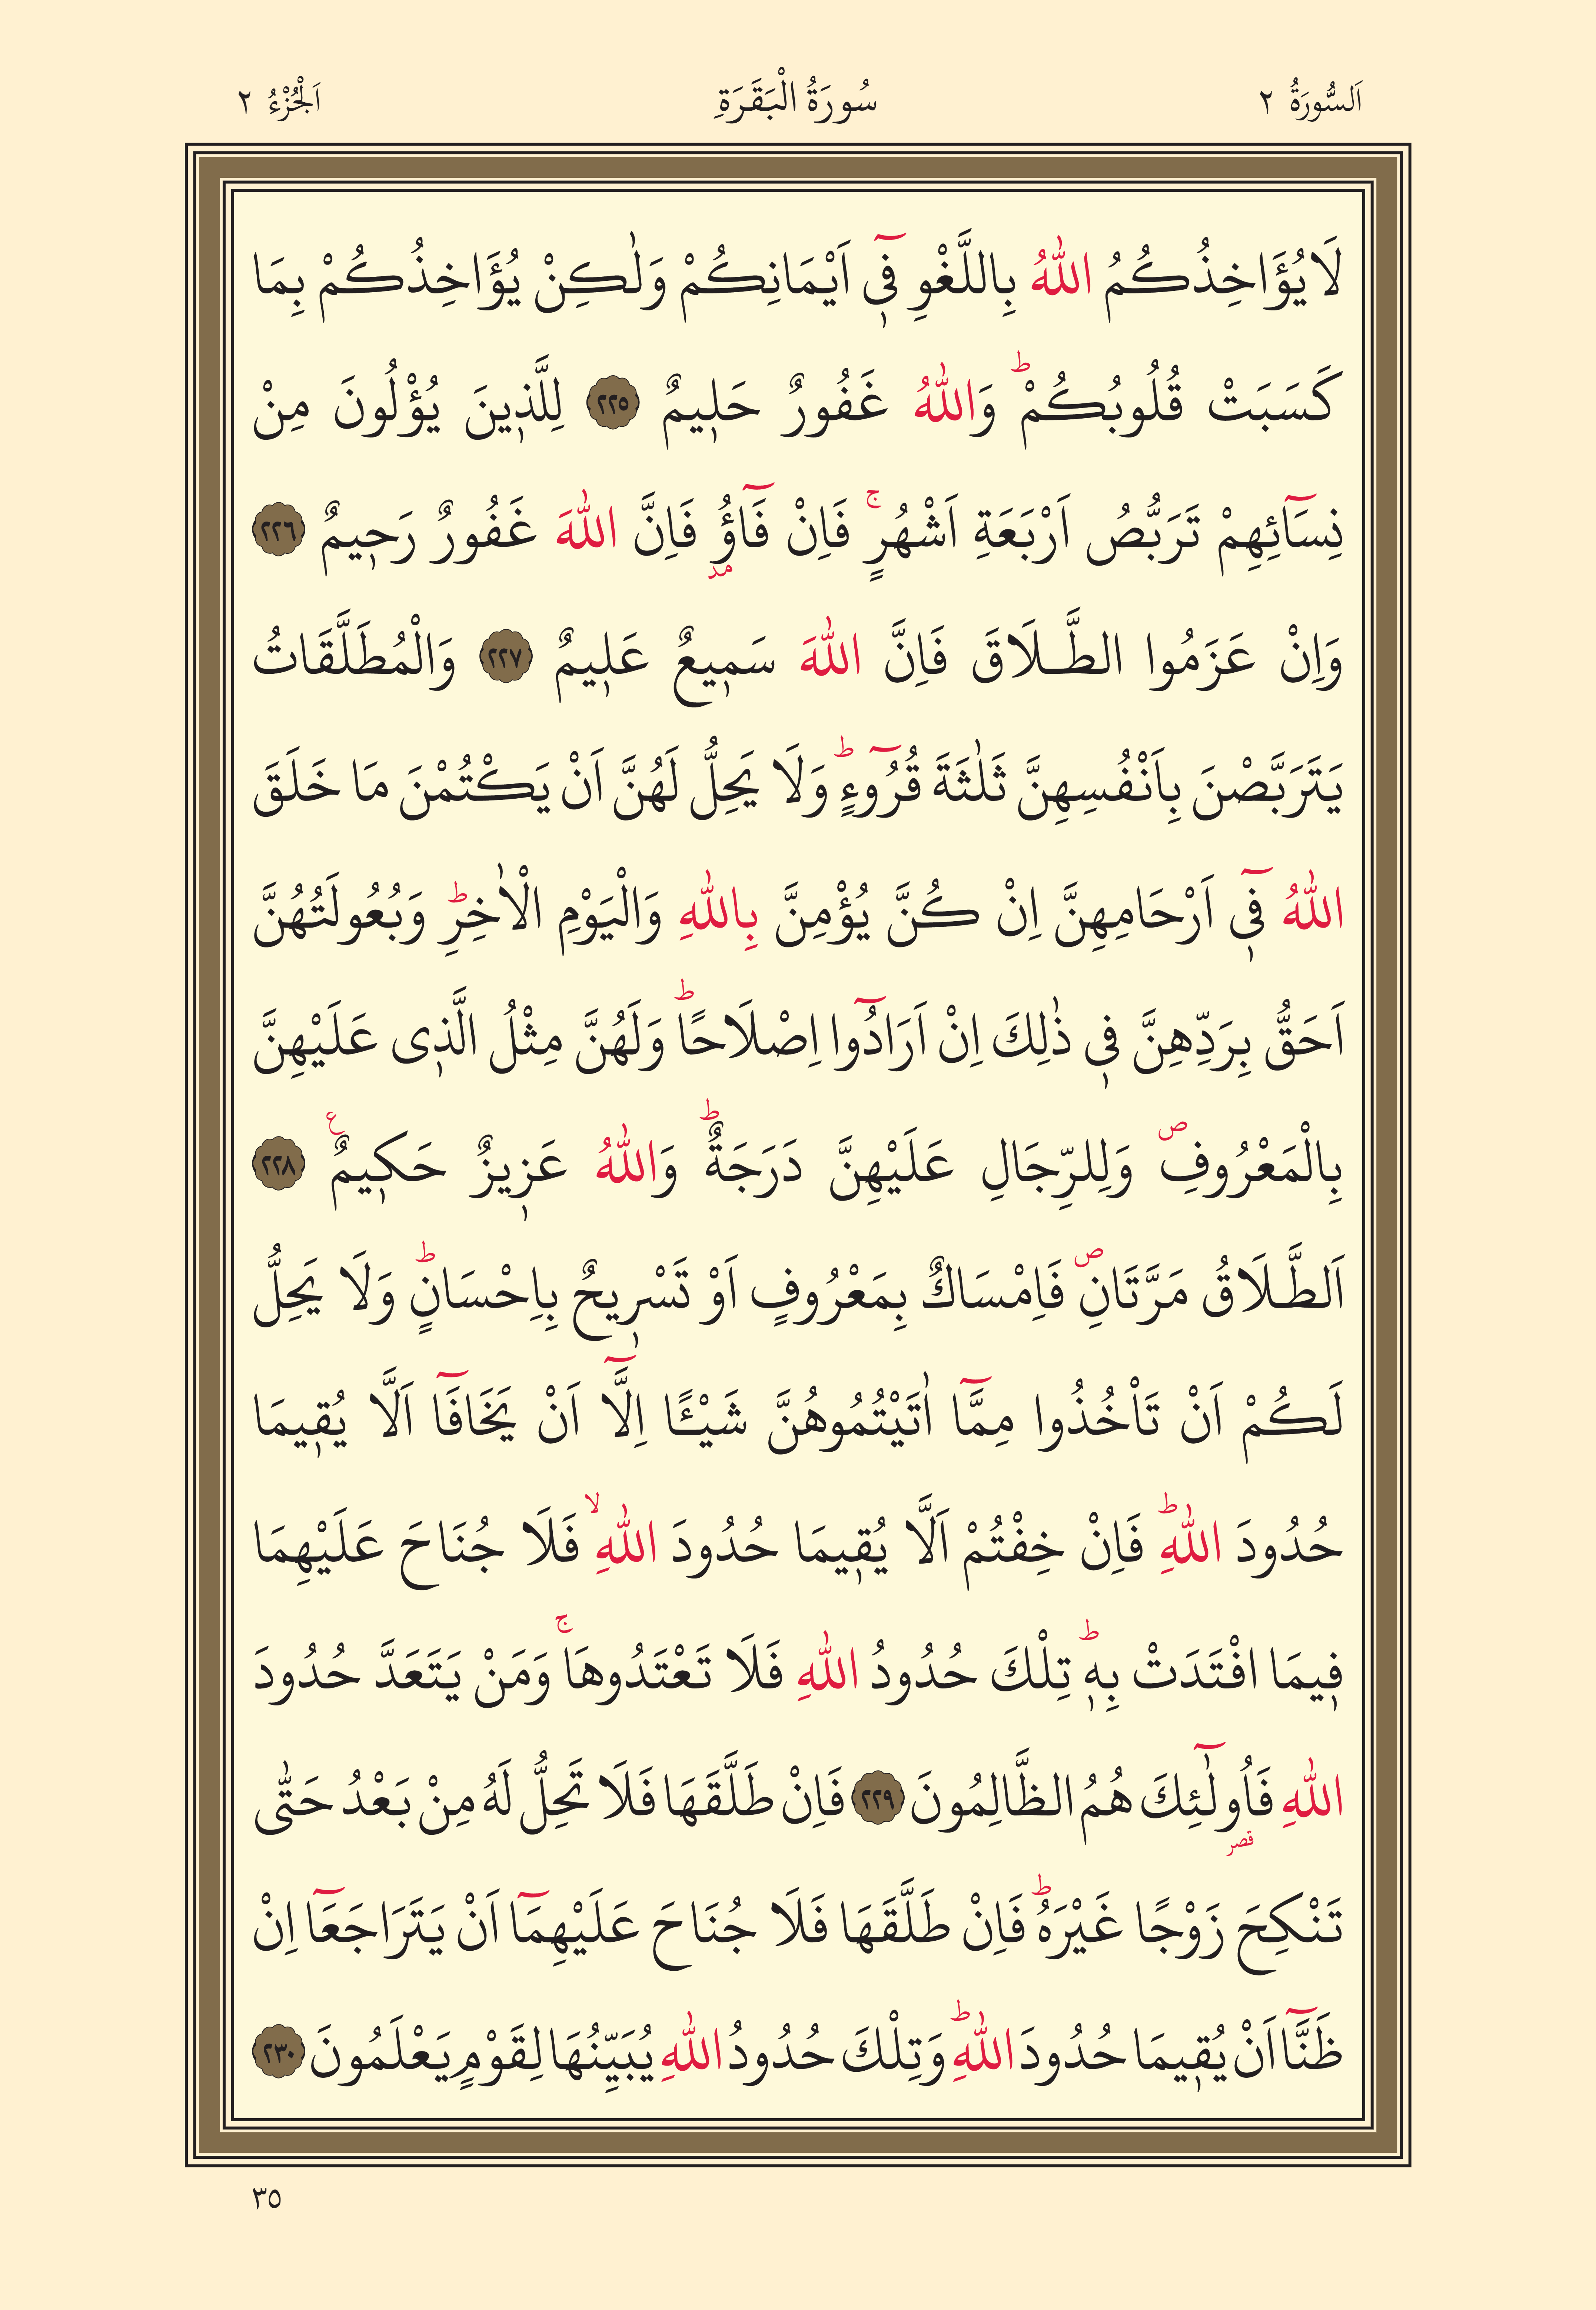 اَلسُّورَةُ ٢ سُورَةُ الْبَقَرَةِ اَلْجُزْءُ ٢
لَا يُؤَاخِذُكُمُ اللّٰهُ بِاللَّغْوِ فٖٓى اَيْمَانِكُمْ وَلٰكِنْ يُؤَاخِذُكُمْ بِمَا
كَسَبَتْ قُلُوبُكُمْؕ وَاللّٰهُ غَفُورٌ حَلٖيمٌ ٢٢٥ لِلَّذٖينَ يُؤْلُونَ مِنْ
نِسَٓائِهِمْ تَرَبُّصُ اَرْبَعَةِ اَشْهُرٍۚ فَاِنْ فَٓاؤُ۫ مد فَاِنَّ اللّٰهَ غَفُورٌ رَحٖيمٌ ٢٢٦
وَاِنْ عَزَمُوا الطَّـلَاقَ فَاِنَّ اللّٰهَ سَمٖيعٌ عَلٖيمٌ ٢٢٧ وَالْمُطَلَّقَاتُ
يَتَرَبَّصْنَ بِاَنْفُسِهِنَّ ثَلٰثَةَ قُرُٓوءٍؕ وَلَا يَحِلُّ لَهُنَّ اَنْ يَكْتُمْنَ مَا خَلَقَ
اللّٰهُ فٖٓى اَرْحَامِهِنَّ اِنْ كُنَّ يُؤْمِنَّ بِاللّٰهِ وَالْيَوْمِ الْاٰخِرِؕ وَبُعُولَتُهُنَّ
اَحَقُّ بِرَدِّهِنَّ فٖى ذٰلِكَ اِنْ اَرَادُٓوا اِصْلَاحًاؕ وَلَهُنَّ مِثْلُ الَّذٖى عَلَيْهِنَّ
بِالْمَعْرُوفِࣕ وَلِلرِّجَالِ عَلَيْهِنَّ دَرَجَةٌؕ وَاللّٰهُ عَزٖيزٌ حَكٖيمٌ ع ٢٢٨
اَلطَّـلَاقُ مَرَّتَانِࣕ فَاِمْسَاكٌ بِمَعْرُوفٍ اَوْ تَسْرٖيحٌ بِاِحْسَانٍؕ وَلَا يَحِلُّ
لَكُمْ اَنْ تَاْخُذُوا مِمَّٓا اٰتَيْتُمُوهُنَّ شَيْـًٔا اِلَّٓا اَنْ يَخَافَٓا اَلَّا يُقٖيمَا
حُدُودَ اللّٰهِؕ فَاِنْ خِفْتُمْ اَلَّا يُقٖيمَا حُدُودَ اللّٰهِۙ فَلَا جُنَاحَ عَلَيْهِمَا
فٖيمَا افْتَدَتْ بِهٖؕ تِلْكَ حُدُودُ اللّٰهِ فَلَا تَعْتَدُوهَاۚ وَمَنْ يَتَعَدَّ حُدُودَ
اللّٰهِ فَاُولٰٓئِكَ قصر هُمُ الظَّالِمُونَ ٢٢٩ فَاِنْ طَلَّقَهَا فَلَا تَحِلُّ لَهُ مِنْ بَعْدُ حَتّٰى
تَنْكِحَ زَوْجًا غَيْرَهُؕ فَاِنْ طَلَّقَهَا فَلَا جُنَاحَ عَلَيْهِمَٓا اَنْ يَتَرَاجَعَٓا اِنْ
ظَنَّٓا اَنْ يُقٖيمَا حُدُودَ اللّٰهِؕ وَتِلْكَ حُدُودُ اللّٰهِ يُبَيِّنُهَا لِقَوْمٍ يَعْلَمُونَ ٢٣٠
٣٥